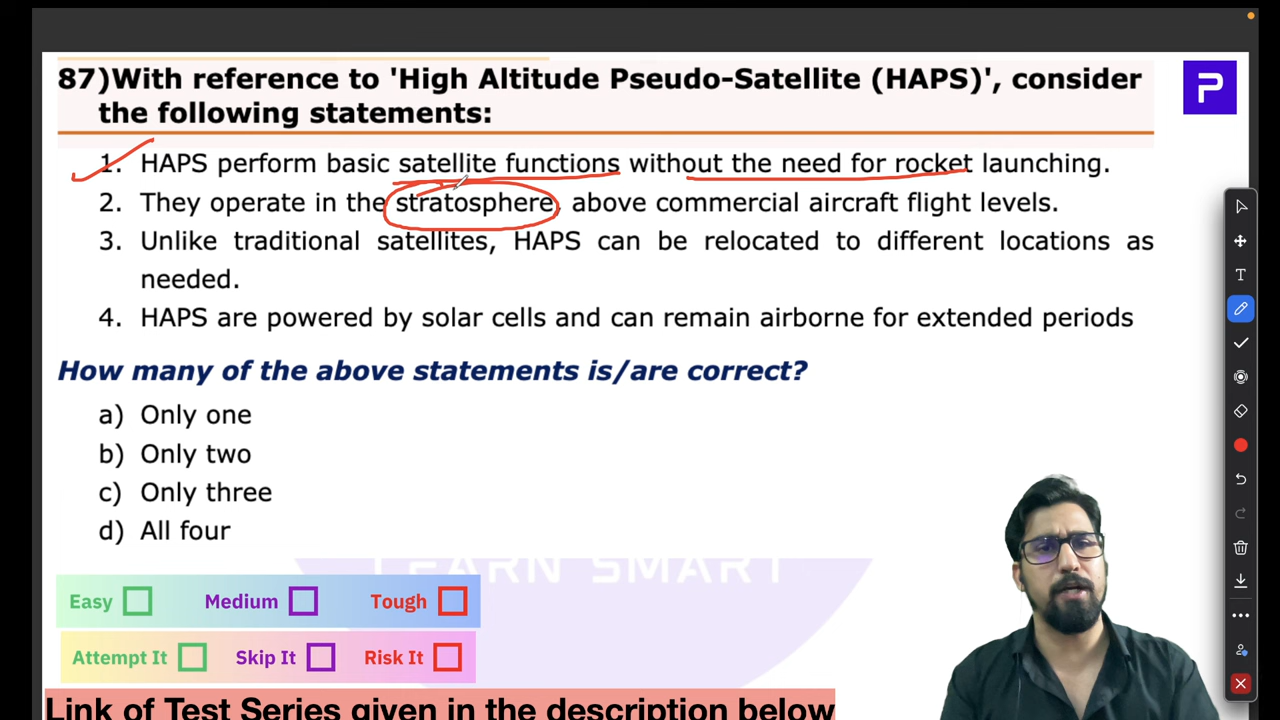 87)With reference to 'High Altitude Pseudo-Satellite (HAPS)', consider
the following statements:
1. HAPS perform basic satellite functions without the need for rocket launching.
2. They operate in the stratosphere, above commercial aircraft flight levels.
3. Unlike traditional satellites, HAPS can be relocated to different locations as
needed.
4. HAPS are powered by solar cells and can remain airborne for extended periods
How many of the above statements is/are correct?
a) Only one
b) Only two
c) Only three
d) All four
LEARN SMART
Easy Medium Tough
Attempt It Skip It Risk It
Link of Test Series given in the description below
P
T